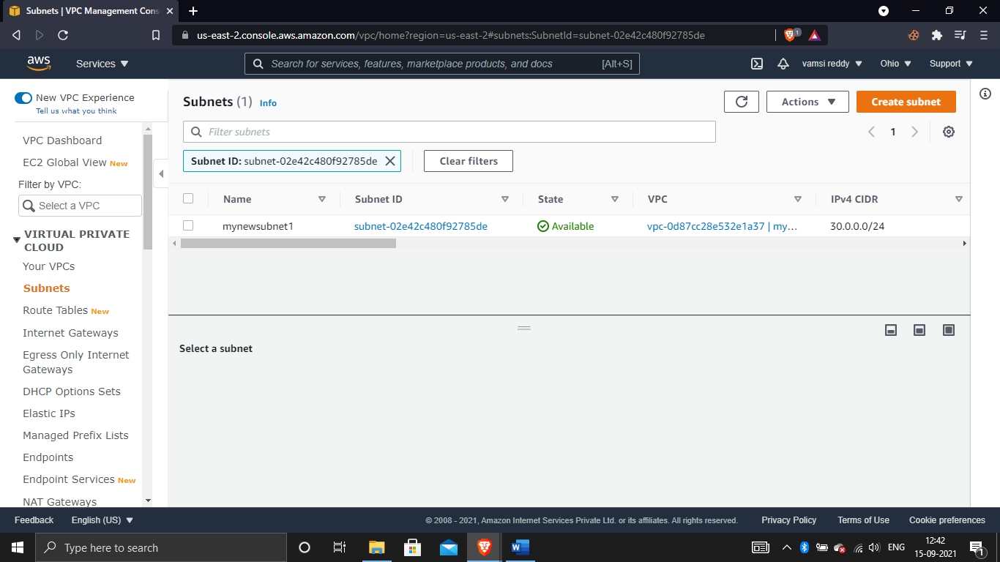 Subnets | VPC Management Cons
us-east-2.console.aws.amazon.com/vpc/home?region=us-east-2#subnets:SubnetId=subnet-02e42c480f92785de
1
aws
Services
Search for services, features, marketplace products, and docs
[Alt+S]
vamsi reddy
Ohio
Support
New VPC Experience
Tell us what you think
VPC Dashboard
EC2 Global View New
Filter by VPC:
Select a VPC
VIRTUAL PRIVATE
CLOUD
Your VPCs
Subnets
Route Tables New
Internet Gateways
Egress Only Internet
Gateways
DHCP Options Sets
Elastic IPs
Managed Prefix Lists
Endpoints
Endpoint Services New
NAT Gateways
Subnets (1) Info
Actions
Create subnet
Filter subnets
1
Subnet ID: subnet-02e42c480f92785de
Clear filters
Name Subnet ID State VPC IPv4 CIDR
mynewsubnet1 subnet-02e42c480f92785de Available vpc-0d87cc28e532e1a37 | my... 30.0.0.0/24
Select a subnet
Feedback
English (US)
© 2008 - 2021, Amazon Internet Services Private Ltd. or its affiliates. All rights reserved.
Privacy Policy
Terms of Use
Cookie preferences
Type here to search
ENG
12:42
15-09-2021
1